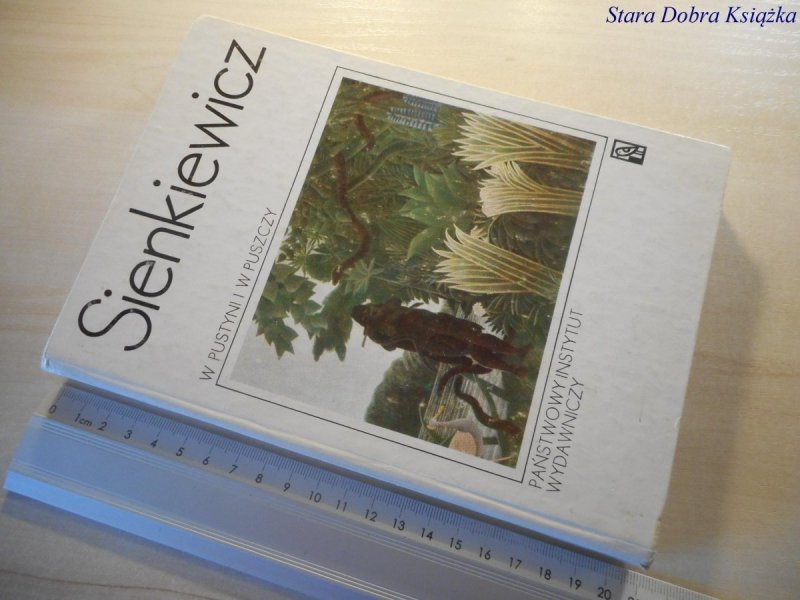 Stara Dobra Książka
Sienkiewicz
W PUSTYNI I W PUSZCZY
PAŃSTWOWY INSTYTUT
WYDAWNICZY
0 1cm 2 3 4 5 6 7 8 9 10 11 12 13 14 15 16 17 18 19 20